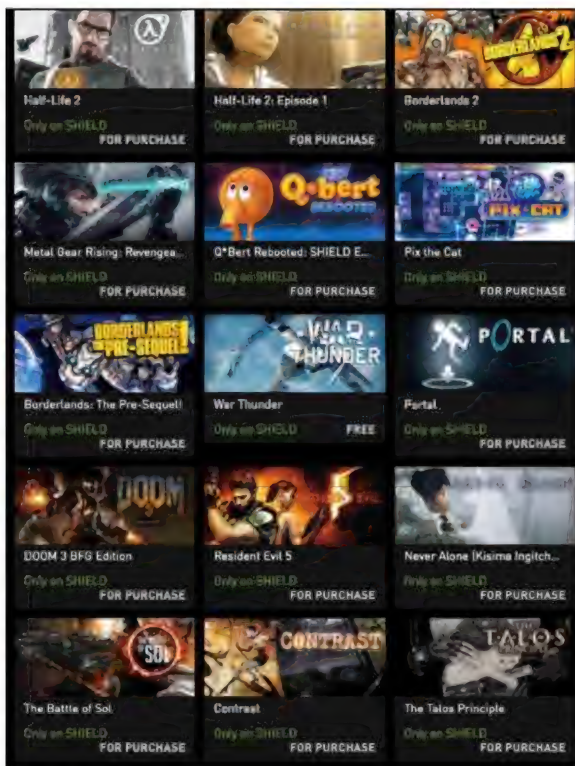 BORDERLANDS 2
Half-Life 2
Half-Life 2: Episode 1
Borderlands 2
Only on SHIELD
Only on SHIELD
Only on SHIELD
FOR PURCHASE
FOR PURCHASE
FOR PURCHASE
Q*bert
REBOOTED
PIX THE CAT
Metal Gear Rising: Revengea...
Q*Bert Rebooted: SHIELD E...
Pix the Cat
Only on SHIELD
Only on SHIELD
Only on SHIELD
FOR PURCHASE
FOR PURCHASE
FOR PURCHASE
BORDERLANDS
THE PRE-SEQUEL!
WAR
THUNDER
PORTAL
Borderlands: The Pre-Sequel!
War Thunder
Portal
Only on SHIELD
Only on SHIELD
Only on SHIELD
FOR PURCHASE
FREE
FOR PURCHASE
DOOM
DOOM 3 BFG Edition
Resident Evil 5
Never Alone (Kisima Ingitch...
Only on SHIELD
Only on SHIELD
Only on SHIELD
FOR PURCHASE
FOR PURCHASE
FOR PURCHASE
SOL
CONTRAST
THE
TALOS
The Battle of Sol
Contrast
The Talos Principle
Only on SHIELD
Only on SHIELD
Only on SHIELD
FOR PURCHASE
FOR PURCHASE
FOR PURCHASE